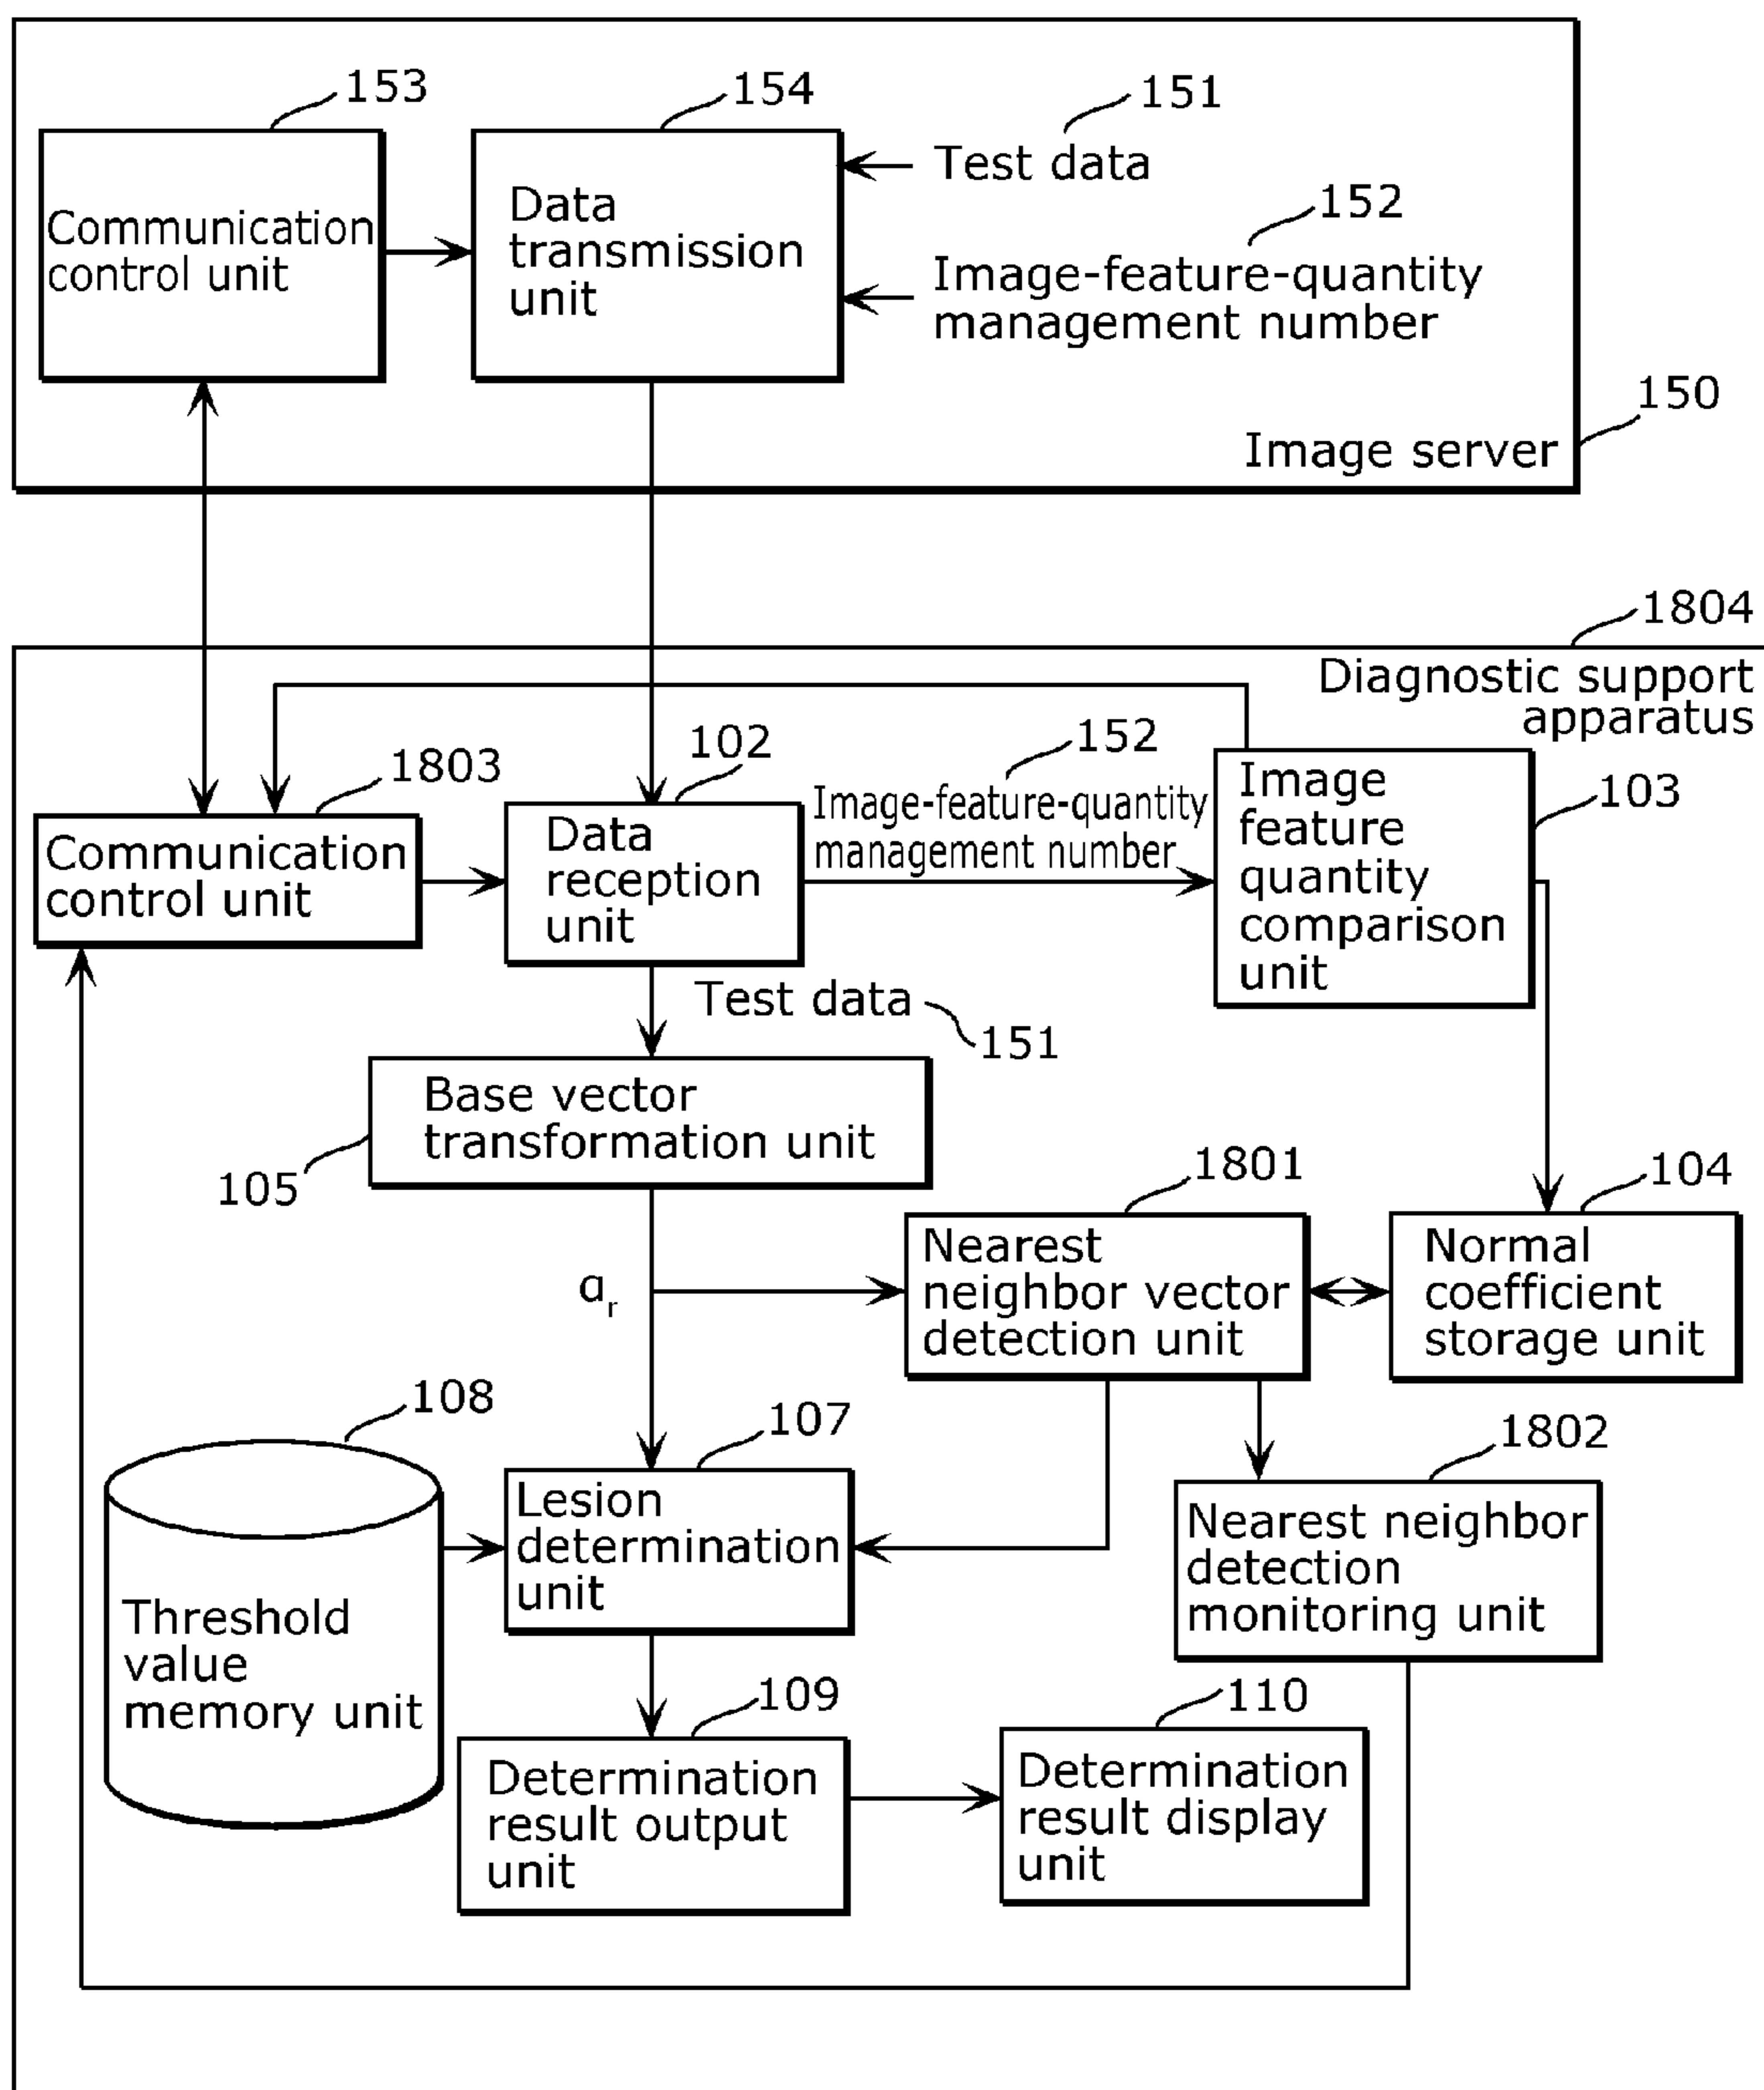 153
154
151
Test data
152
Communication
control unit
Data
transmission
unit
Image-feature-quantity
management number
150
Image server
1804
Diagnostic support
apparatus
1803
102
152
Image-feature-quantity
management number
Image
feature
quantity
comparison
unit
103
Communication
control unit
Data
reception
unit
Test data
151
Base vector
transformation unit
105
1801
104
Nearest
neighbor vector
detection unit
Normal
coefficient
storage unit
αr
108
107
1802
Lesion
determination
unit
Nearest neighbor
detection
monitoring unit
Threshold
value
memory unit
109
110
Determination
result output
unit
Determination
result display
unit